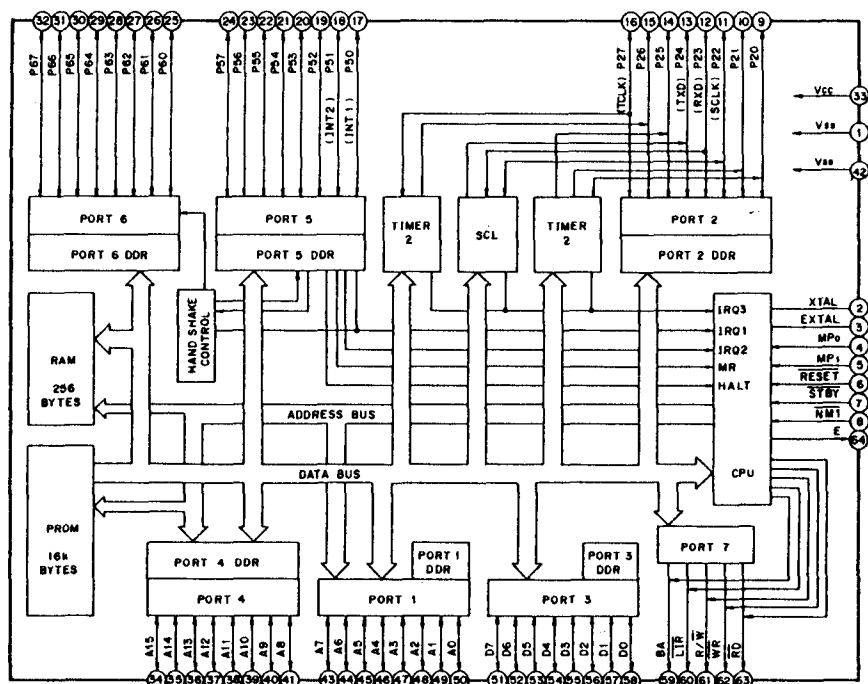 32 31 30 29 28 27 26 25
24 23 22 21 20 19 18 17
16 15 14 13 12 11 10 9
P67 P66 P65 P64 P63 P62 P61 P60
P57 P56 P55 P54 P53 P52 P51 P50
(INT2) (INT1)
P27 P26 P25 P24 P23 P22 P21 P20
(TCLK) (TXD) (RXD) (SCLK)
Vcc 33
Vss 1
Vss 42
PORT 6
PORT 6 DDR
PORT 5
PORT 5 DDR
TIMER
2
SCL
TIMER
2
PORT 2
PORT 2 DDR
HAND SHAKE
CONTROL
RAM
256
BYTES
IRQ3
IRQ1
IRQ2
MR
HALT
CPU
XTAL 2
EXTAL 3
MP0 4
MP1 5
RESET 6
STBY 7
NM1 8
E 64
ADDRESS BUS
DATA BUS
PROM
16k
BYTES
PORT 4 DDR
PORT 4
PORT 1
DDR
PORT 1
PORT 3
DDR
PORT 3
PORT 7
A15 A14 A13 A12 A11 A10 A9 A8
A7 A6 A5 A4 A3 A2 A1 A0
D7 D6 D5 D4 D3 D2 D1 D0
BA LIR R/W WR RD
34 35 36 37 38 39 40 41
43 44 45 46 47 48 49 50
51 52 53 54 55 56 57 58
59 60 61 62 63